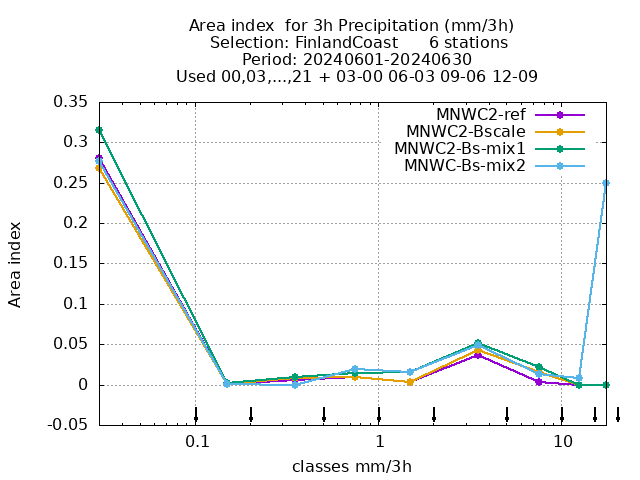 Area index  for 3h Precipitation (mm/3h)
Selection: FinlandCoast      6 stations
Period: 20240601-20240630
Used 00,03,...,21 + 03-00 06-03 09-06 12-09
MNWC2-ref
MNWC2-Bscale
MNWC2-Bs-mix1
MNWC-Bs-mix2
Area index
0.35
0.3
0.25
0.2
0.15
0.1
0.05
0
-0.05
0.1 1 10
classes mm/3h